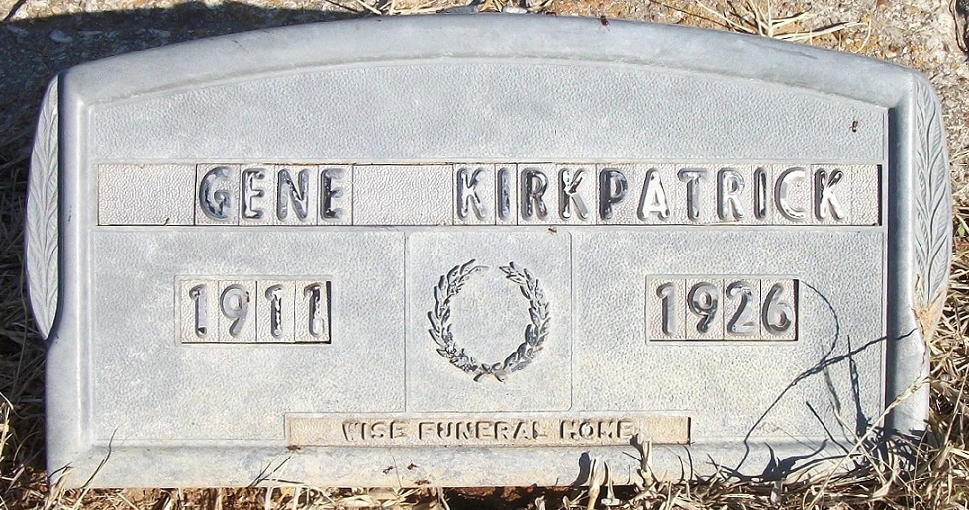 GENE KIRKPATRICK
1911 1926
WISE FUNERAL HOME